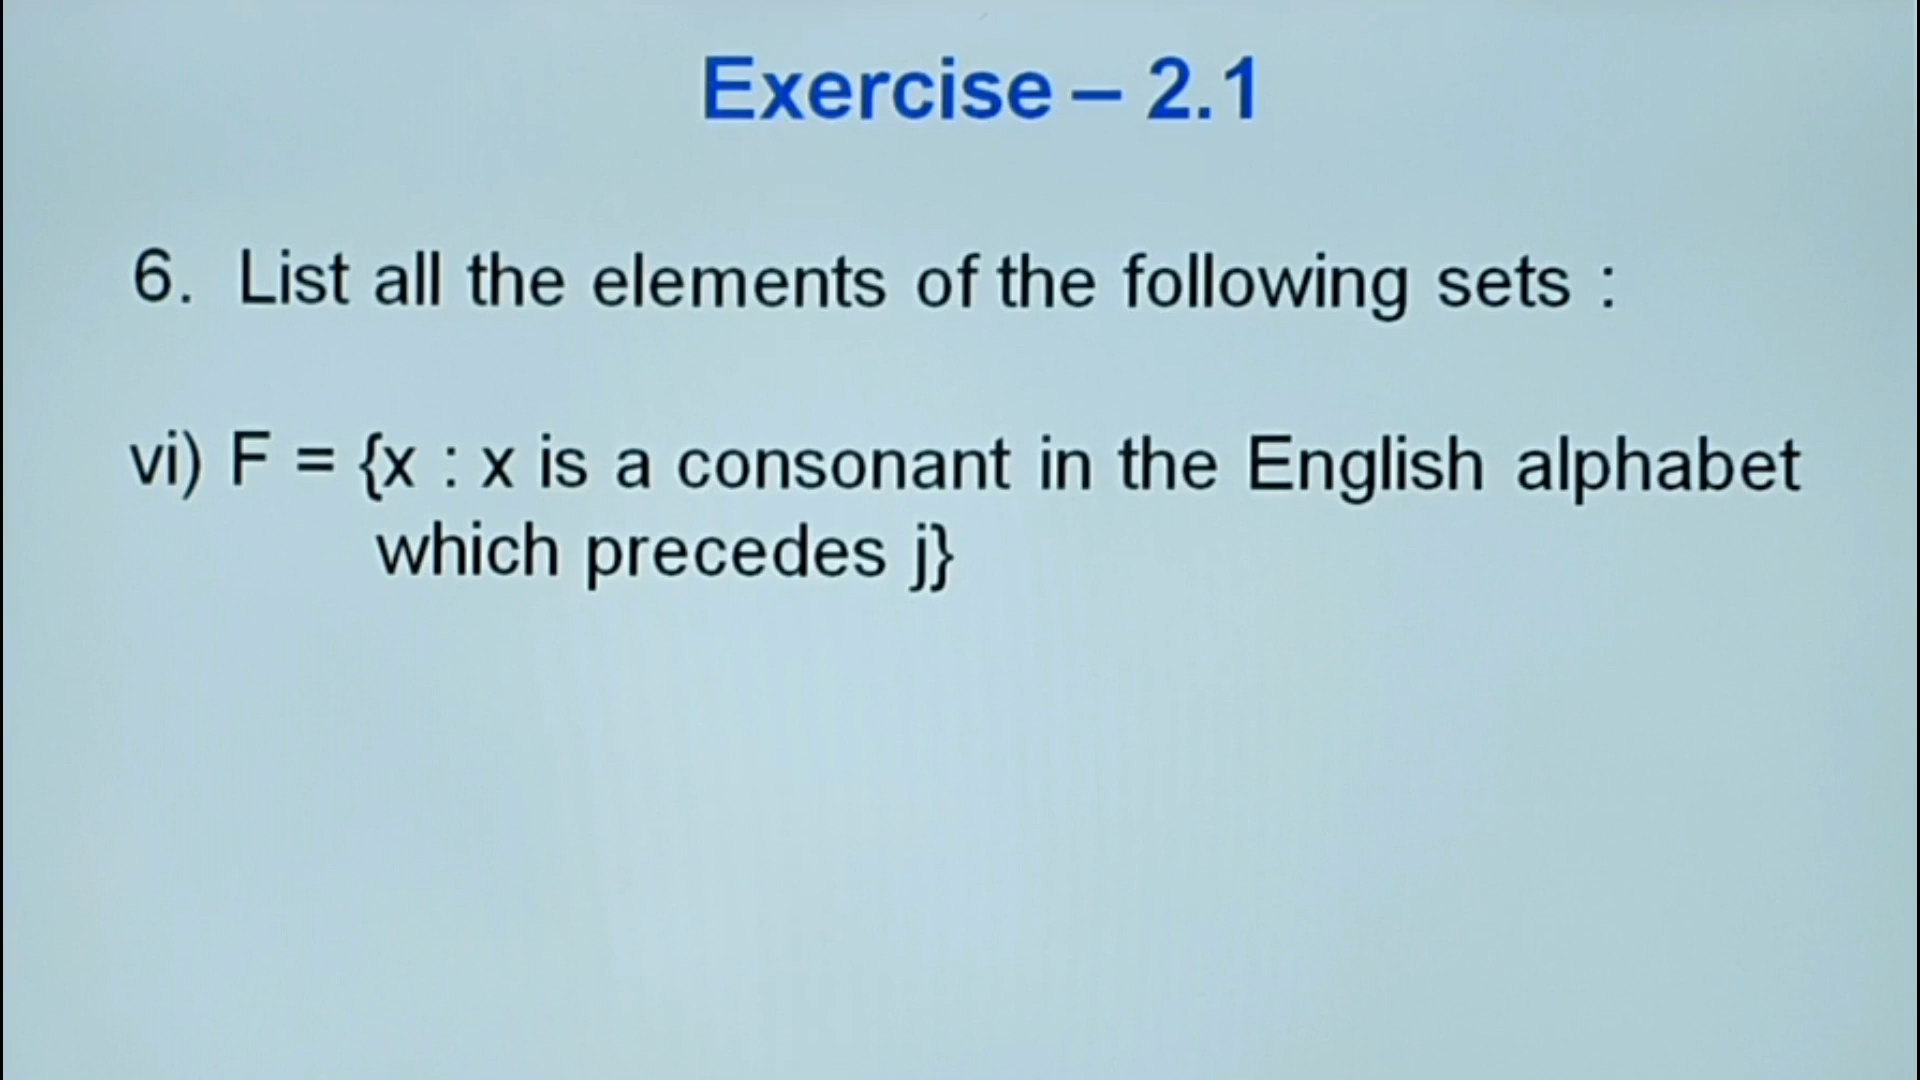 Exercise – 2.1
6. List all the elements of the following sets :
vi) F = {x : x is a consonant in the English alphabet
which precedes j}